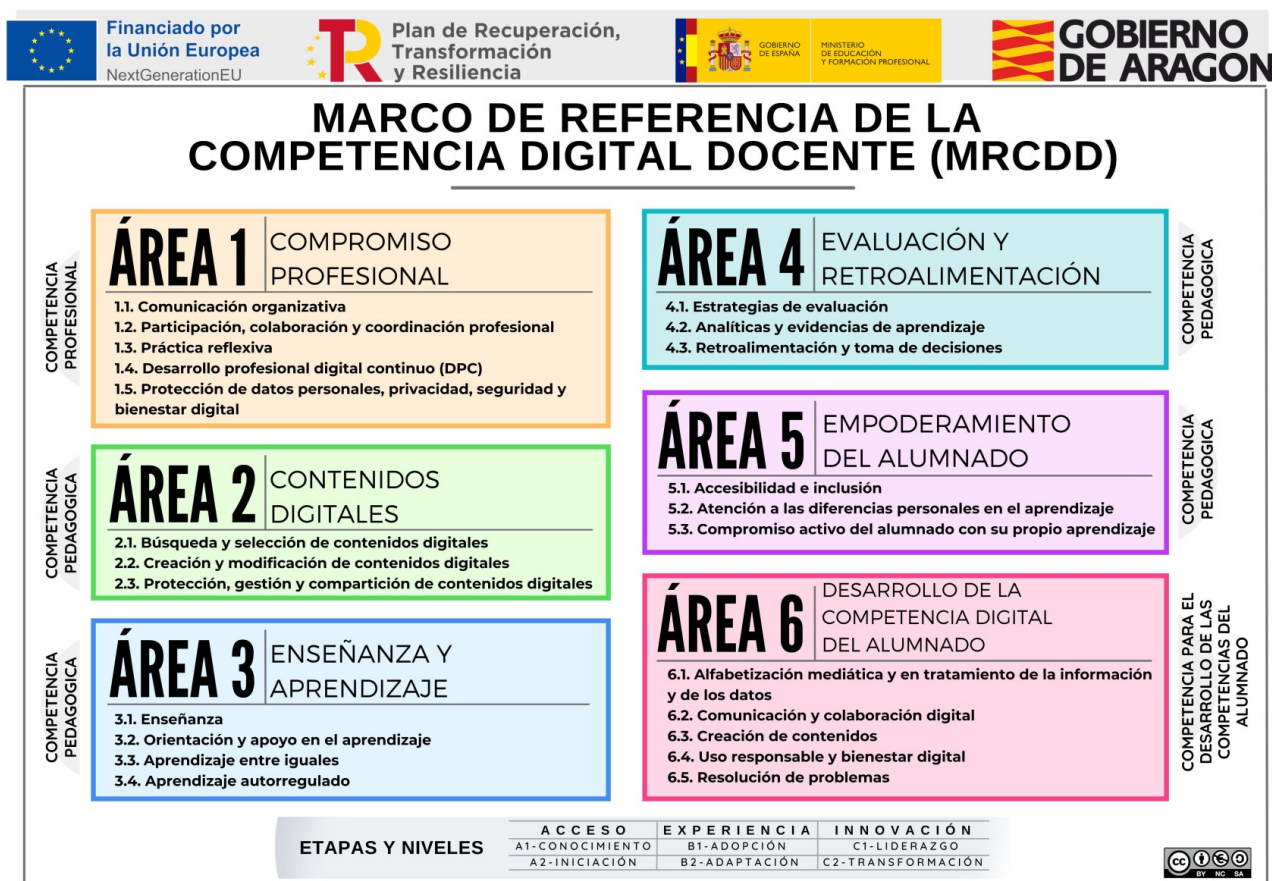 Financiado por
la Unión Europea
NextGenerationEU
Plan de Recuperación,
Transformación
y Resiliencia
GOBIERNO
DE ESPAÑA
MINISTERIO
DE EDUCACIÓN
Y FORMACIÓN PROFESIONAL
GOBIERNO
DE ARAGON
MARCO DE REFERENCIA DE LA
COMPETENCIA DIGITAL DOCENTE (MRCDD)
COMPETENCIA
PROFESIONAL
ÁREA 1
COMPROMISO
PROFESIONAL
1.1. Comunicación organizativa
1.2. Participación, colaboración y coordinación profesional
1.3. Práctica reflexiva
1.4. Desarrollo profesional digital continuo (DPC)
1.5. Protección de datos personales, privacidad, seguridad y
bienestar digital
COMPETENCIA
PEDAGOGICA
ÁREA 2
CONTENIDOS
DIGITALES
2.1. Búsqueda y selección de contenidos digitales
2.2. Creación y modificación de contenidos digitales
2.3. Protección, gestión y compartición de contenidos digitales
COMPETENCIA
PEDAGOGICA
ÁREA 3
ENSEÑANZA Y
APRENDIZAJE
3.1. Enseñanza
3.2. Orientación y apoyo en el aprendizaje
3.3. Aprendizaje entre iguales
3.4. Aprendizaje autorregulado
ÁREA 4
EVALUACIÓN Y
RETROALIMENTACIÓN
4.1. Estrategias de evaluación
4.2. Analíticas y evidencias de aprendizaje
4.3. Retroalimentación y toma de decisiones
COMPETENCIA
PEDAGOGICA
ÁREA 5
EMPODERAMIENTO
DEL ALUMNADO
5.1. Accesibilidad e inclusión
5.2. Atención a las diferencias personales en el aprendizaje
5.3. Compromiso activo del alumnado con su propio aprendizaje
COMPETENCIA
PEDAGOGICA
ÁREA 6
DESARROLLO DE LA
COMPETENCIA DIGITAL
DEL ALUMNADO
6.1. Alfabetización mediática y en tratamiento de la información
y de los datos
6.2. Comunicación y colaboración digital
6.3. Creación de contenidos
6.4. Uso responsable y bienestar digital
6.5. Resolución de problemas
COMPETENCIA PARA EL
DESARROLLO DE LAS
COMPETENCIAS DEL
ALUMNADO
ETAPAS Y NIVELES
ACCESO EXPERIENCIA INNOVACIÓN
A1-CONOCIMIENTO B1-ADOPCIÓN C1-LIDERAZGO
A2-INICIACIÓN B2-ADAPTACIÓN C2-TRANSFORMACIÓN
cc
BY NC SA